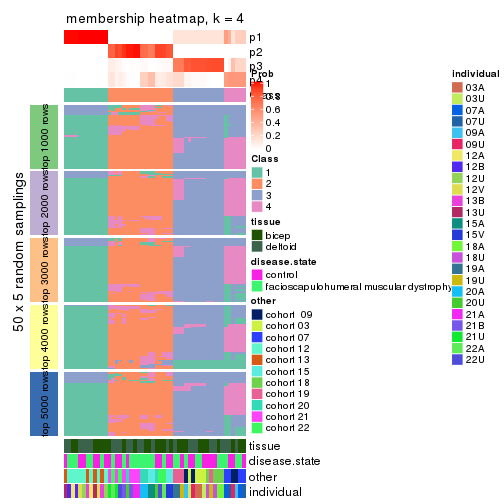 membership heatmap, k = 4
p1
p2
p3
p4
Prob
1
0.8
0.6
0.4
0.2
0
Class
Class
1
2
3
4
tissue
bicep
deltoid
disease.state
control
facioscapulohumeral muscular dystrophy
other
cohort 09
cohort 03
cohort 07
cohort 12
cohort 13
cohort 15
cohort 18
cohort 19
cohort 20
cohort 21
cohort 22
individual
03A
03U
07A
07U
09A
09U
12A
12B
12U
12V
13B
13U
15A
15V
18A
18U
19A
19U
20A
20U
21A
21B
21U
22A
22U
50 x 5 random samplings
top 1000 rows
top 2000 rows
top 3000 rows
top 4000 rows
top 5000 rows
tissue
disease.state
other
individual